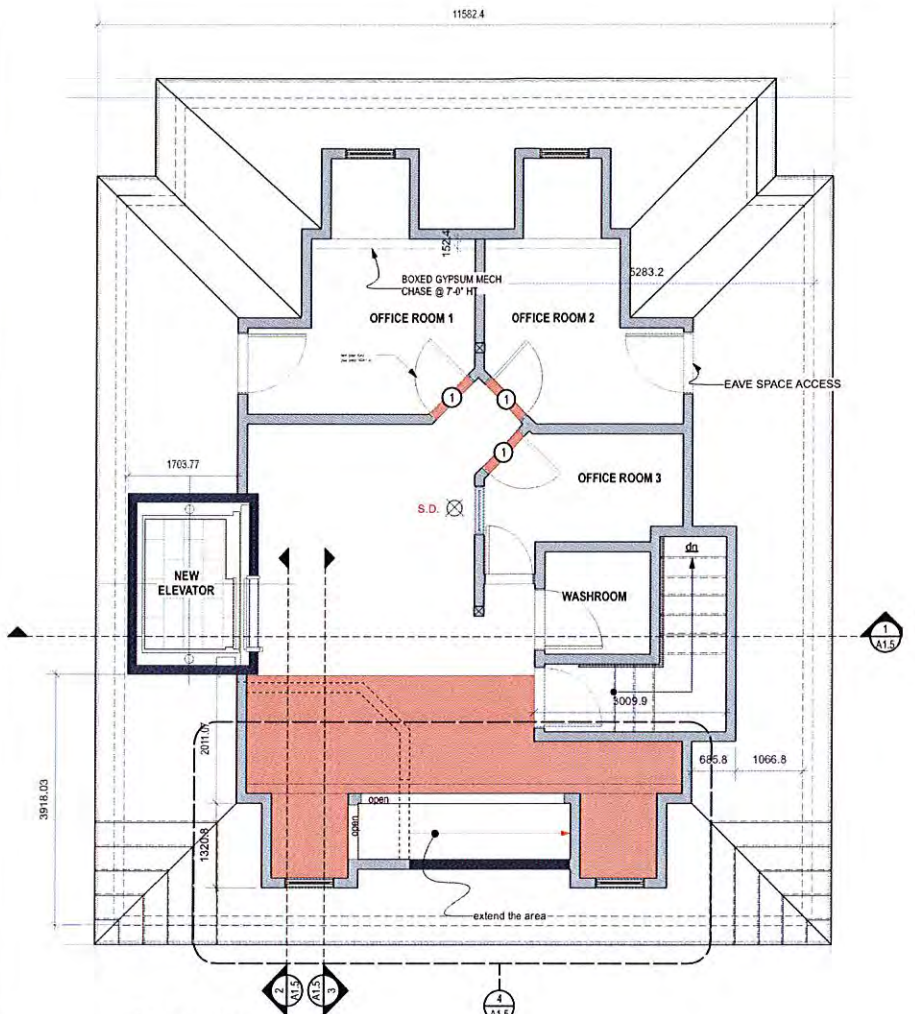 11582.4
152.4
5283.2
BOXED GYPSUM MECH
CHASE @ 7'-0" HT
OFFICE ROOM 1
OFFICE ROOM 2
1
1
EAVE SPACE ACCESS
1
1703.77
OFFICE ROOM 3
S.D.
dn
NEW
ELEVATOR
WASHROOM
1
A1.5
3009.9
2011.07
685.8
1066.8
3918.03
open
open
1320.8
extend the area
2
A1.5
A1.5
3
4
A1.5